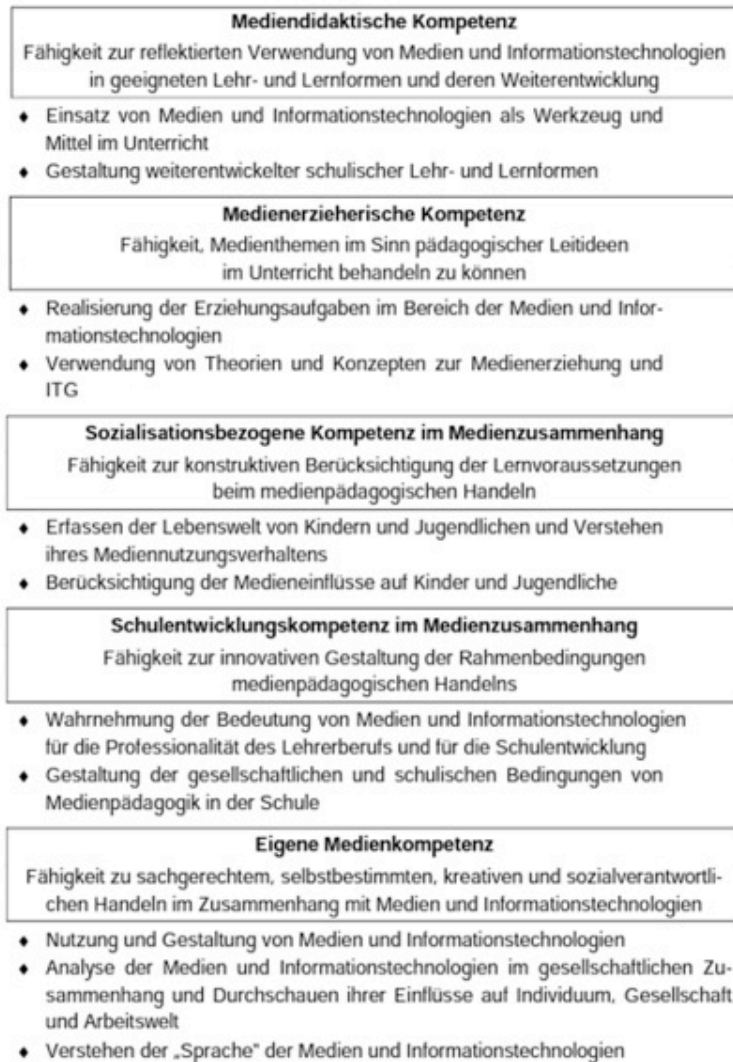 Mediendidaktische Kompetenz
Fähigkeit zur reflektierten Verwendung von Medien und Informationstechnologien
in geeigneten Lehr- und Lernformen und deren Weiterentwicklung
♦ Einsatz von Medien und Informationstechnologien als Werkzeug und
Mittel im Unterricht
♦ Gestaltung weiterentwickelter schulischer Lehr- und Lernformen
Medienerzieherische Kompetenz
Fähigkeit, Medienthemen im Sinn pädagogischer Leitideen
im Unterricht behandeln zu können
♦ Realisierung der Erziehungsaufgaben im Bereich der Medien und Infor-
mationstechnologien
♦ Verwendung von Theorien und Konzepten zur Medienerziehung und
ITG
Sozialisationsbezogene Kompetenz im Medienzusammenhang
Fähigkeit zur konstruktiven Berücksichtigung der Lernvoraussetzungen
beim medienpädagogischen Handeln
♦ Erfassen der Lebenswelt von Kindern und Jugendlichen und Verstehen
ihres Mediennutzungsverhaltens
♦ Berücksichtigung der Medieneinflüsse auf Kinder und Jugendliche
Schulentwicklungskompetenz im Medienzusammenhang
Fähigkeit zur innovativen Gestaltung der Rahmenbedingungen
medienpädagogischen Handelns
♦ Wahrnehmung der Bedeutung von Medien und Informationstechnologien
für die Professionalität des Lehrerberufs und für die Schulentwicklung
♦ Gestaltung der gesellschaftlichen und schulischen Bedingungen von
Medienpädagogik in der Schule
Eigene Medienkompetenz
Fähigkeit zu sachgerechtem, selbstbestimmten, kreativen und sozialverantwortli-
chen Handeln im Zusammenhang mit Medien und Informationstechnologien
♦ Nutzung und Gestaltung von Medien und Informationstechnologien
♦ Analyse der Medien und Informationstechnologien im gesellschaftlichen Zu-
sammenhang und Durchschauen ihrer Einflüsse auf Individuum, Gesellschaft
und Arbeitswelt
♦ Verstehen der „Sprache" der Medien und Informationstechnologien